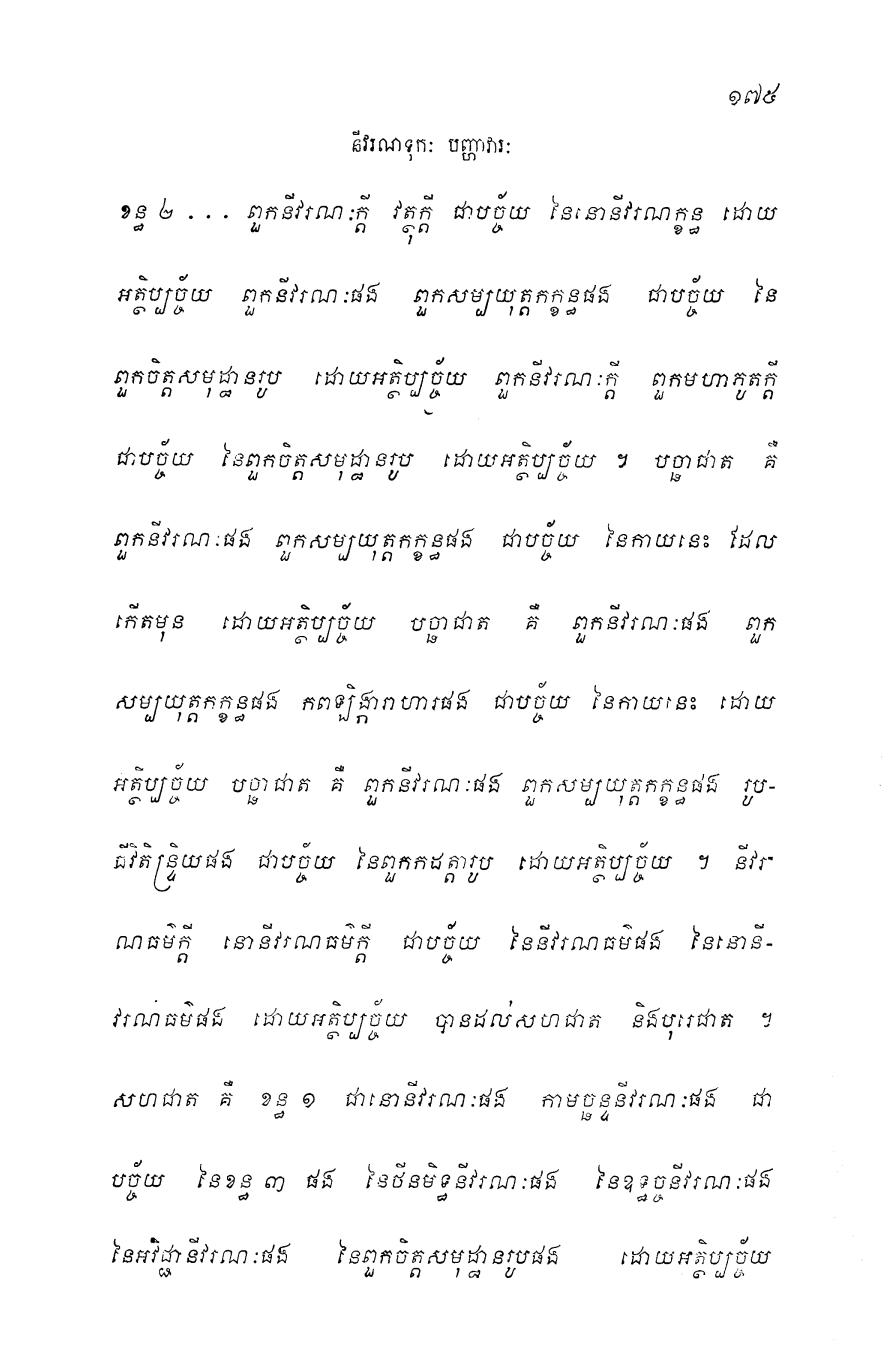 ១៧៥
នីវរណទុកៈ បញ្ហាវារៈ
ខន្ធ ២ ... ពួកនីវរណៈក្តី វត្ថុក្តី ជាបច្ច័យ នៃនោនីវរណក្ខន្ធ ដោយ
អត្ថិប្បច្ច័យ ពួកនីវរណៈផង ពួកសម្បយុត្តកក្ខន្ធផង ជាបច្ច័យ នៃ
ពួកចិត្តសមុដ្ឋានរូប ដោយអត្ថិប្បច្ច័យ ពួកនីវរណៈក្តី ពួកមហាភូតក្តី
ជាបច្ច័យ នៃពួកចិត្តសមុដ្ឋានរូប ដោយអត្ថិប្បច្ច័យ ។ បច្ឆាជាត គឺ
ពួកនីវរណៈផង ពួកសម្បយុត្តកក្ខន្ធផង ជាបច្ច័យ នៃកាយនេះ ដែល
កើតមុន ដោយអត្ថិប្បច្ច័យ បច្ឆាជាត គឺ ពួកនីវរណៈផង ពួក
សម្បយុត្តកក្ខន្ធផង កពឡិង្ការាហារផង ជាបច្ច័យ នៃកាយនេះ ដោយ
អត្ថិប្បច្ច័យ បច្ឆាជាត គឺ ពួកនីវរណៈផង ពួកសម្បយុត្តកក្ខន្ធផង រូប-
ជីវិតិន្ទ្រិយផង ជាបច្ច័យ នៃពួកកដត្តារូប ដោយអត្ថិប្បច្ច័យ ។ នីវរ-
ណធម៌ក្តី នោនីវរណធម៌ក្តី ជាបច្ច័យ នៃនីវរណធម៌ផង នៃនោនី-
វរណធម៌ផង ដោយអត្ថិប្បច្ច័យ បានដល់សហជាត និងបុរេជាត ។
សហជាត គឺ ខន្ធ ១ ជានោនីវរណៈផង កាមច្ឆន្ទនីវរណៈផង ជា
បច្ច័យ នៃខន្ធ ៣ ផង នៃថីនមិទ្ធនីវរណៈផង នៃឧទ្ធច្ចនីវរណៈផង
នៃអវិជ្ជានីវរណៈផង នៃពួកចិត្តសមុដ្ឋានរូបផង ដោយអត្ថិប្បច្ច័យ